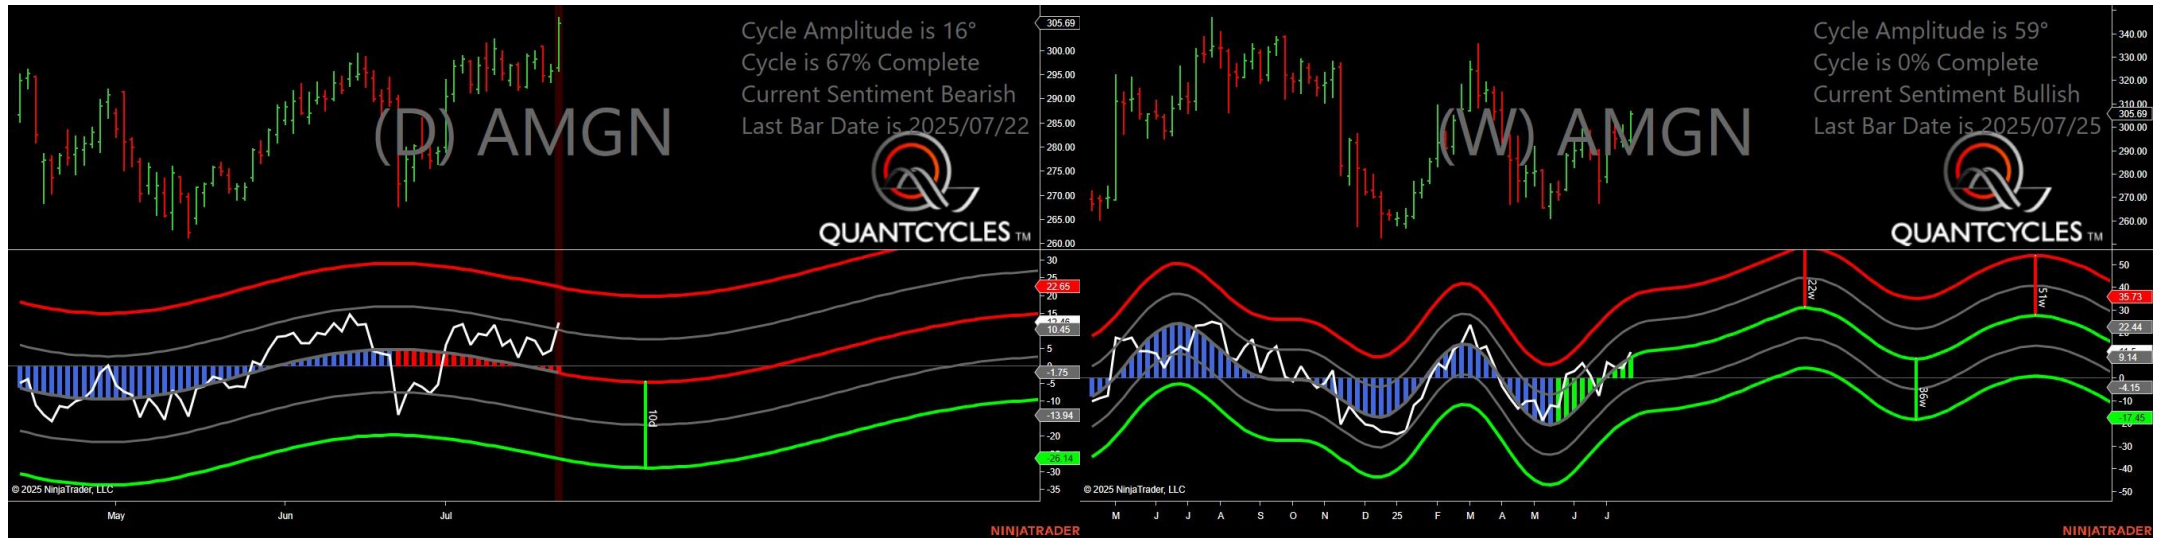 Cycle Amplitude is 16°
Cycle is 67% Complete
Current Sentiment Bearish
Last Bar Date is 2025/07/22
(D) AMGN
QUANTCYCLES TM
305.69
300.00
295.00
290.00
285.00
280.00
275.00
270.00
265.00
260.00
30
25
22.65
20
15
10.45
5
-1.75
-5
-10
-13.94
-20
-26.14
-30
-35
10d
© 2025 NinjaTrader, LLC
May Jun Jul
NINJATRADER
Cycle Amplitude is 59°
Cycle is 0% Complete
Current Sentiment Bullish
Last Bar Date is 2025/07/25
(W) AMGN
QUANTCYCLES TM
340.00
330.00
320.00
310.00
305.69
300.00
290.00
280.00
270.00
260.00
50
40
35.73
30
22.44
9.14
0
-4.15
-10
-17.45
-30
-40
-50
22w
51w
© 2025 NinjaTrader, LLC
M J J A S O N D 25 F M A M J J
NINJATRADER